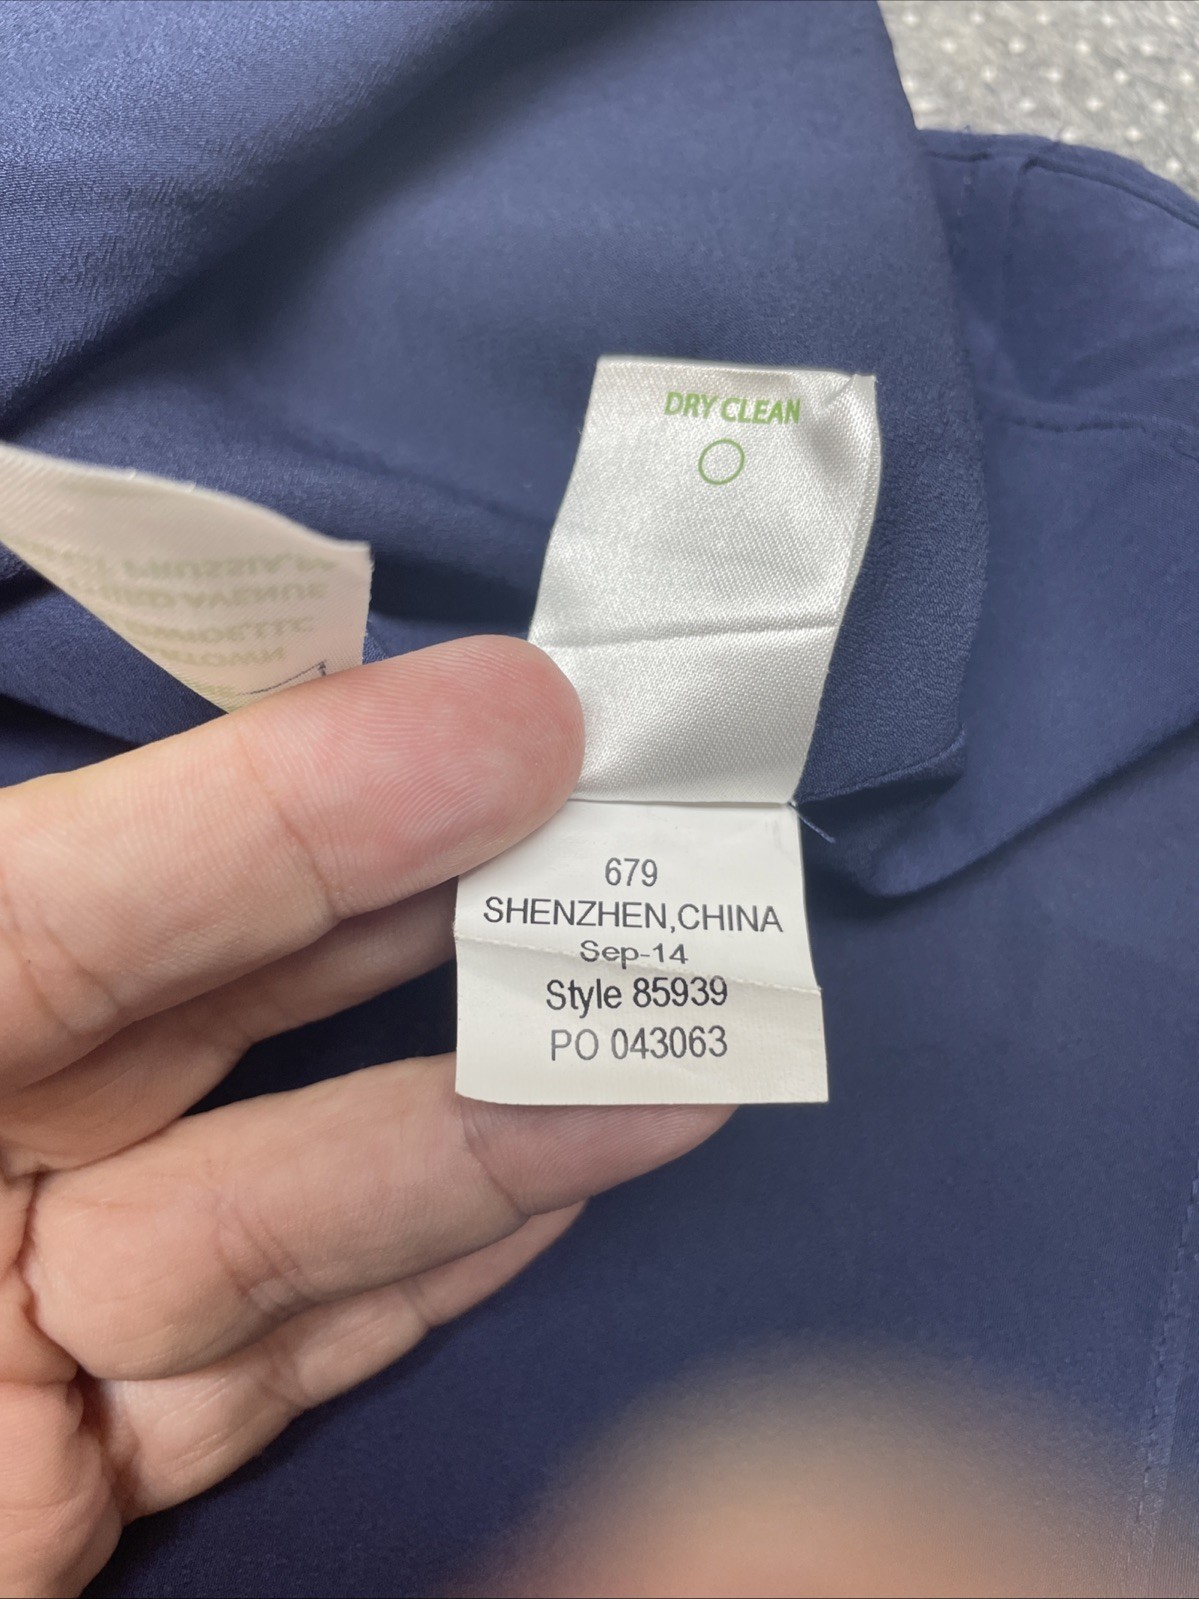 DRY CLEAN
679
SHENZHEN,CHINA
Sep-14
Style 85939
PO 043063